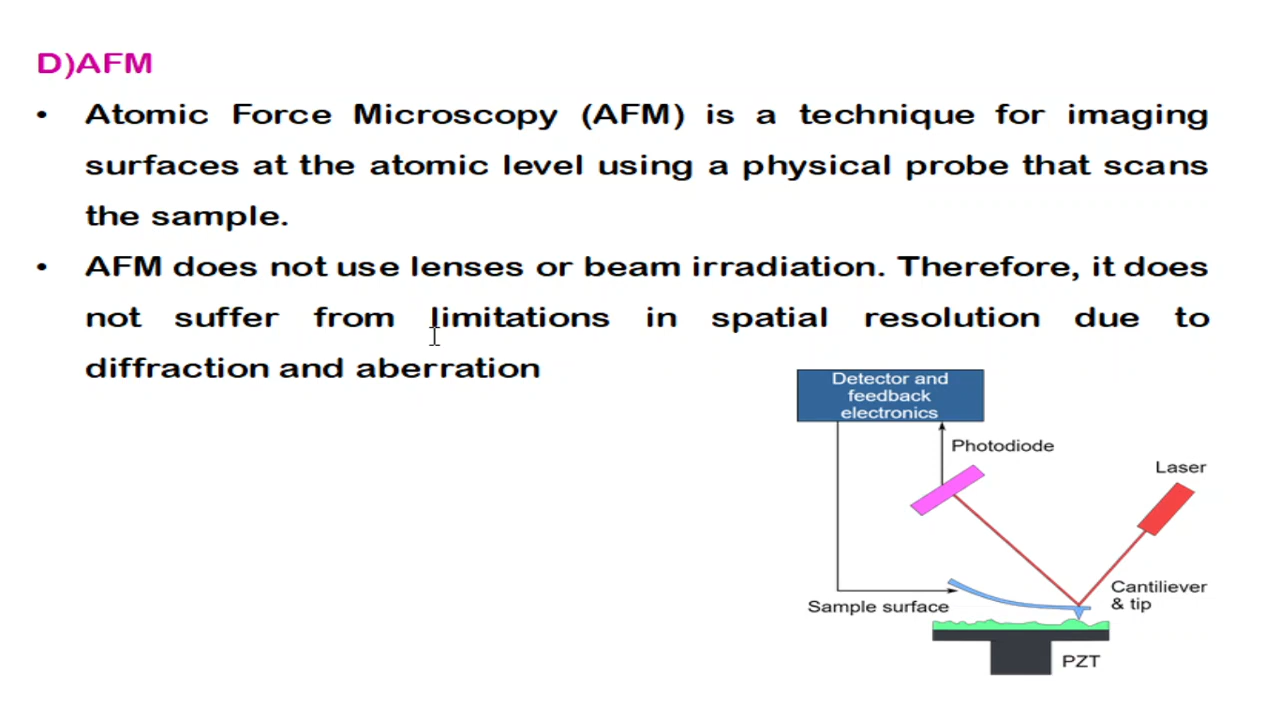 D)AFM
• Atomic Force Microscopy (AFM) is a technique for imaging
surfaces at the atomic level using a physical probe that scans
the sample.
• AFM does not use lenses or beam irradiation. Therefore, it does
not suffer from limitations in spatial resolution due to
diffraction and aberration
Detector and
feedback
electronics
Photodiode
Laser
Cantiliever
& tip
Sample surface
PZT